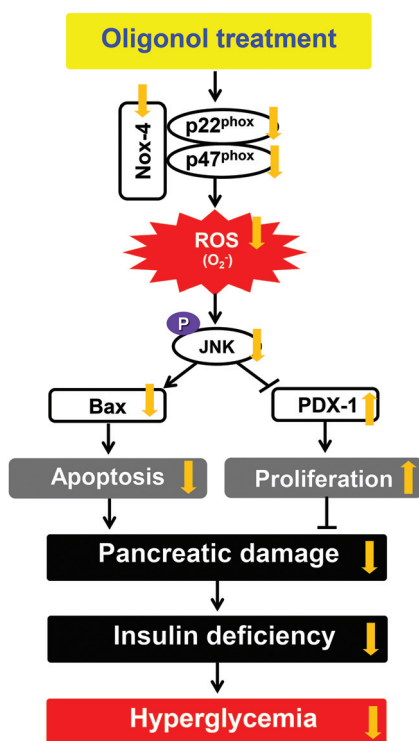 Oligonol treatment
Nox-4
p22phox
p47phox
ROS
(O₂⁻)
P
JNK
Bax
PDX-1
Apoptosis
Proliferation
Pancreatic damage
Insulin deficiency
Hyperglycemia